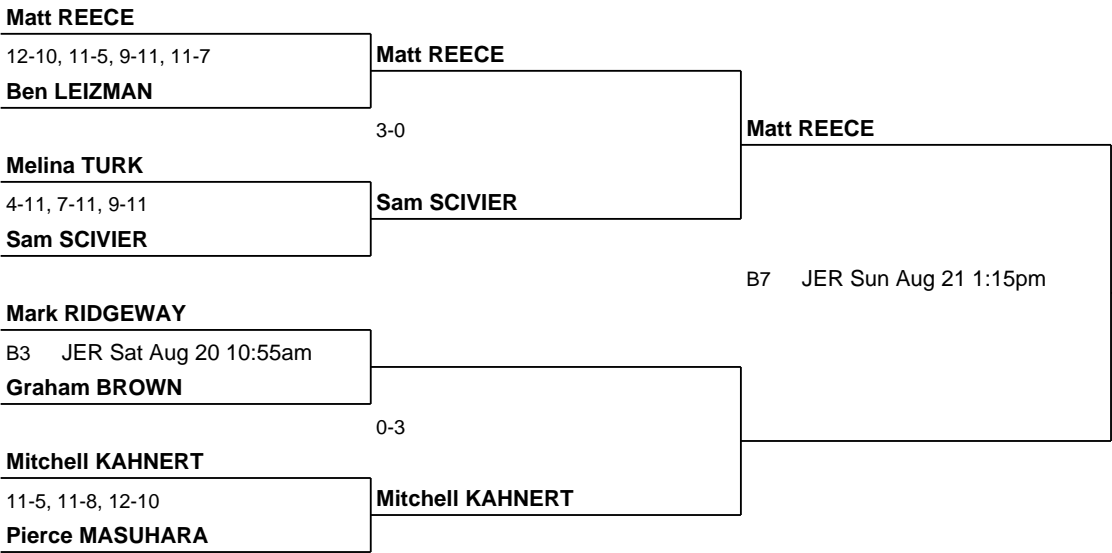 Matt REECE
12-10, 11-5, 9-11, 11-7
Ben LEIZMAN
Matt REECE
3-0
Matt REECE
Melina TURK
4-11, 7-11, 9-11
Sam SCIVIER
Sam SCIVIER
B7 JER Sun Aug 21 1:15pm
Mark RIDGEWAY
B3 JER Sat Aug 20 10:55am
Graham BROWN
0-3
Mitchell KAHNERT
11-5, 11-8, 12-10
Pierce MASUHARA
Mitchell KAHNERT